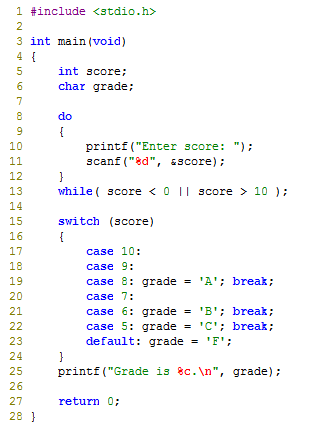 1 #include <stdio.h>
2
3 int main(void)
4 {
5     int score;
6     char grade;
7
8     do
9     {
10         printf("Enter score: ");
11         scanf("%d", &score);
12     }
13     while( score < 0 || score > 10 );
14
15     switch (score)
16     {
17         case 10:
18         case 9:
19         case 8: grade = 'A'; break;
20         case 7:
21         case 6: grade = 'B'; break;
22         case 5: grade = 'C'; break;
23         default: grade = 'F';
24     }
25     printf("Grade is %c.\n", grade);
26
27     return 0;
28 }